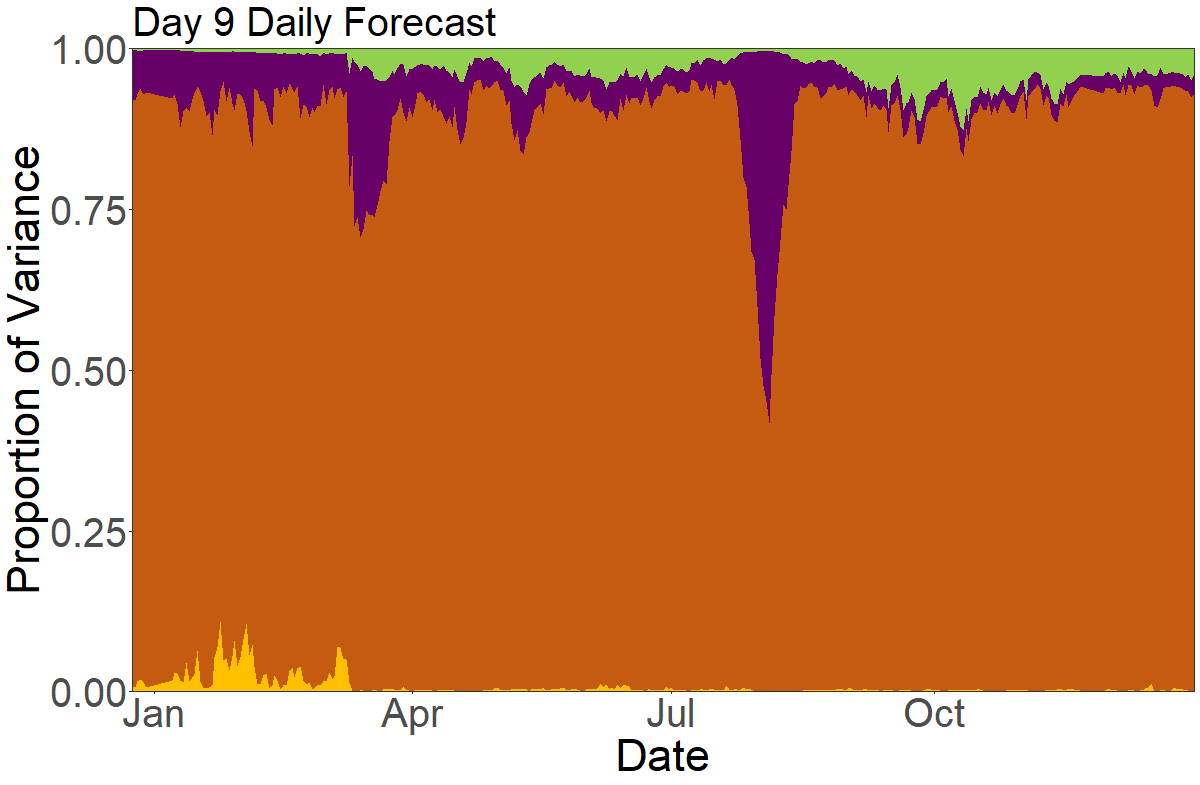 Day 9 Daily Forecast
Proportion of Variance
1.00
0.75
0.50
0.25
0.00
Jan Apr Jul Oct
Date